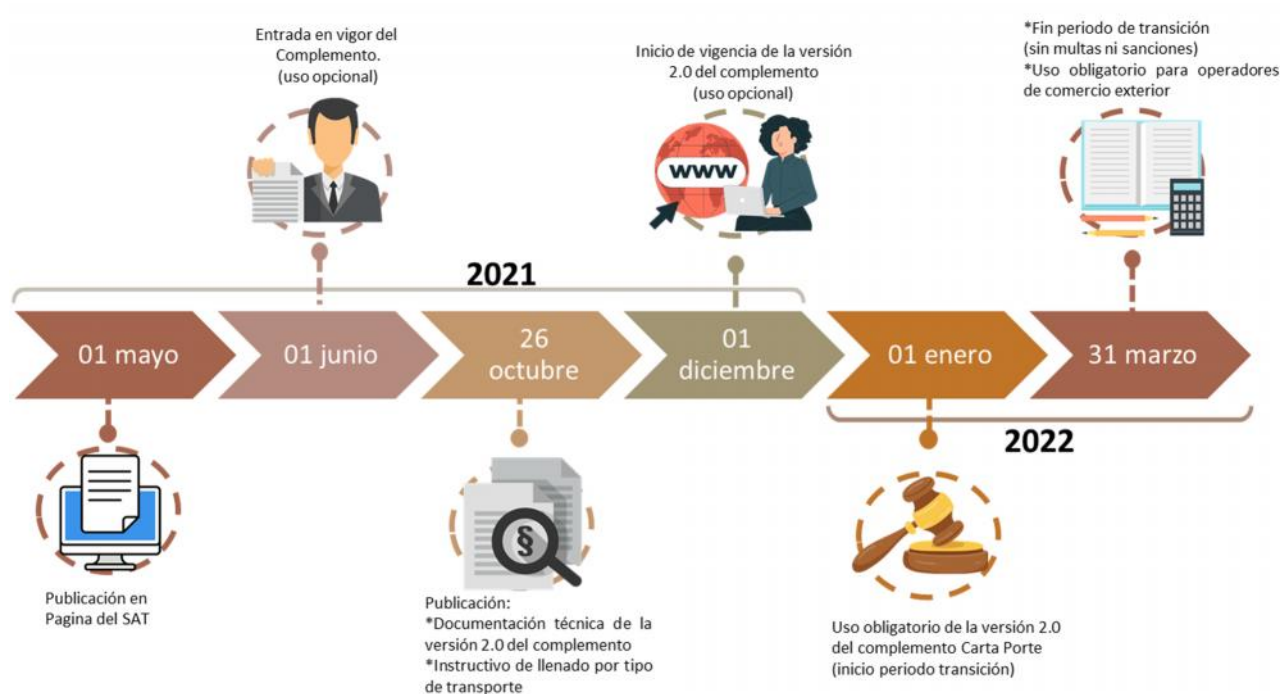 Entrada en vigor del
Complemento.
(uso opcional)
Inicio de vigencia de la versión
2.0 del complemento
(uso opcional)
*Fin periodo de transición
(sin multas ni sanciones)
*Uso obligatorio para operadores
de comercio exterior
www
2021
01 mayo
01 junio
26
octubre
01
diciembre
01 enero
31 marzo
2022
§
Publicación en
Pagina del SAT
Publicación:
*Documentación técnica de la
versión 2.0 del complemento
*Instructivo de llenado por tipo
de transporte
Uso obligatorio de la versión 2.0
del complemento Carta Porte
(inicio periodo transición)